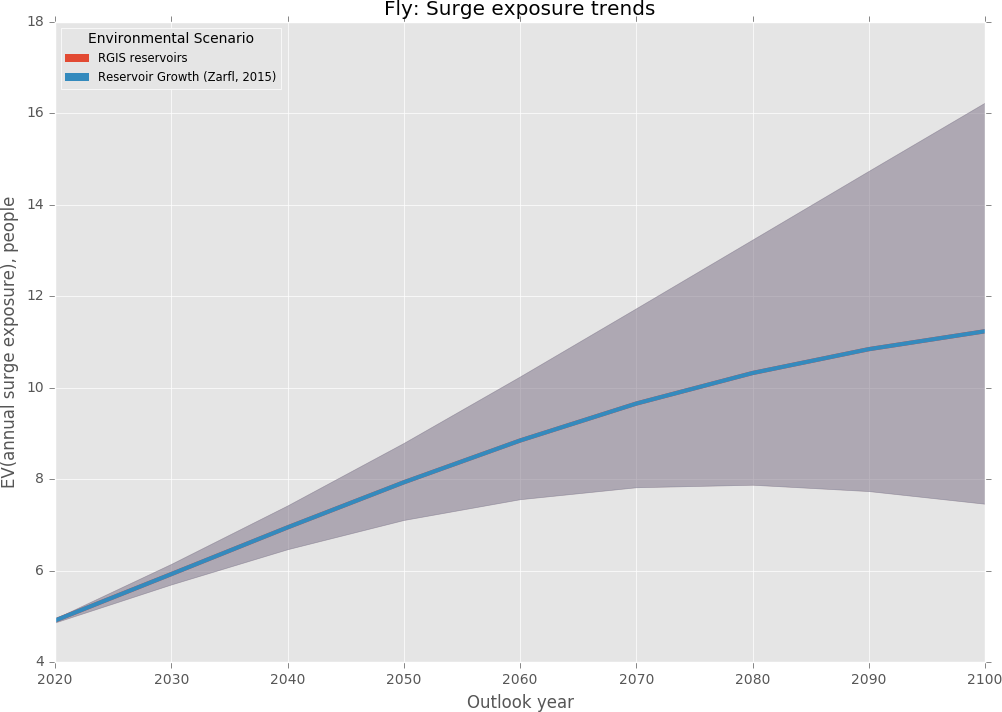 Fly: Surge exposure trends
18
Environmental Scenario
RGIS reservoirs
Reservoir Growth (Zarfl, 2015)
16
14
12
10
8
6
4
EV(annual surge exposure), people
2020 2030 2040 2050 2060 2070 2080 2090 2100
Outlook year